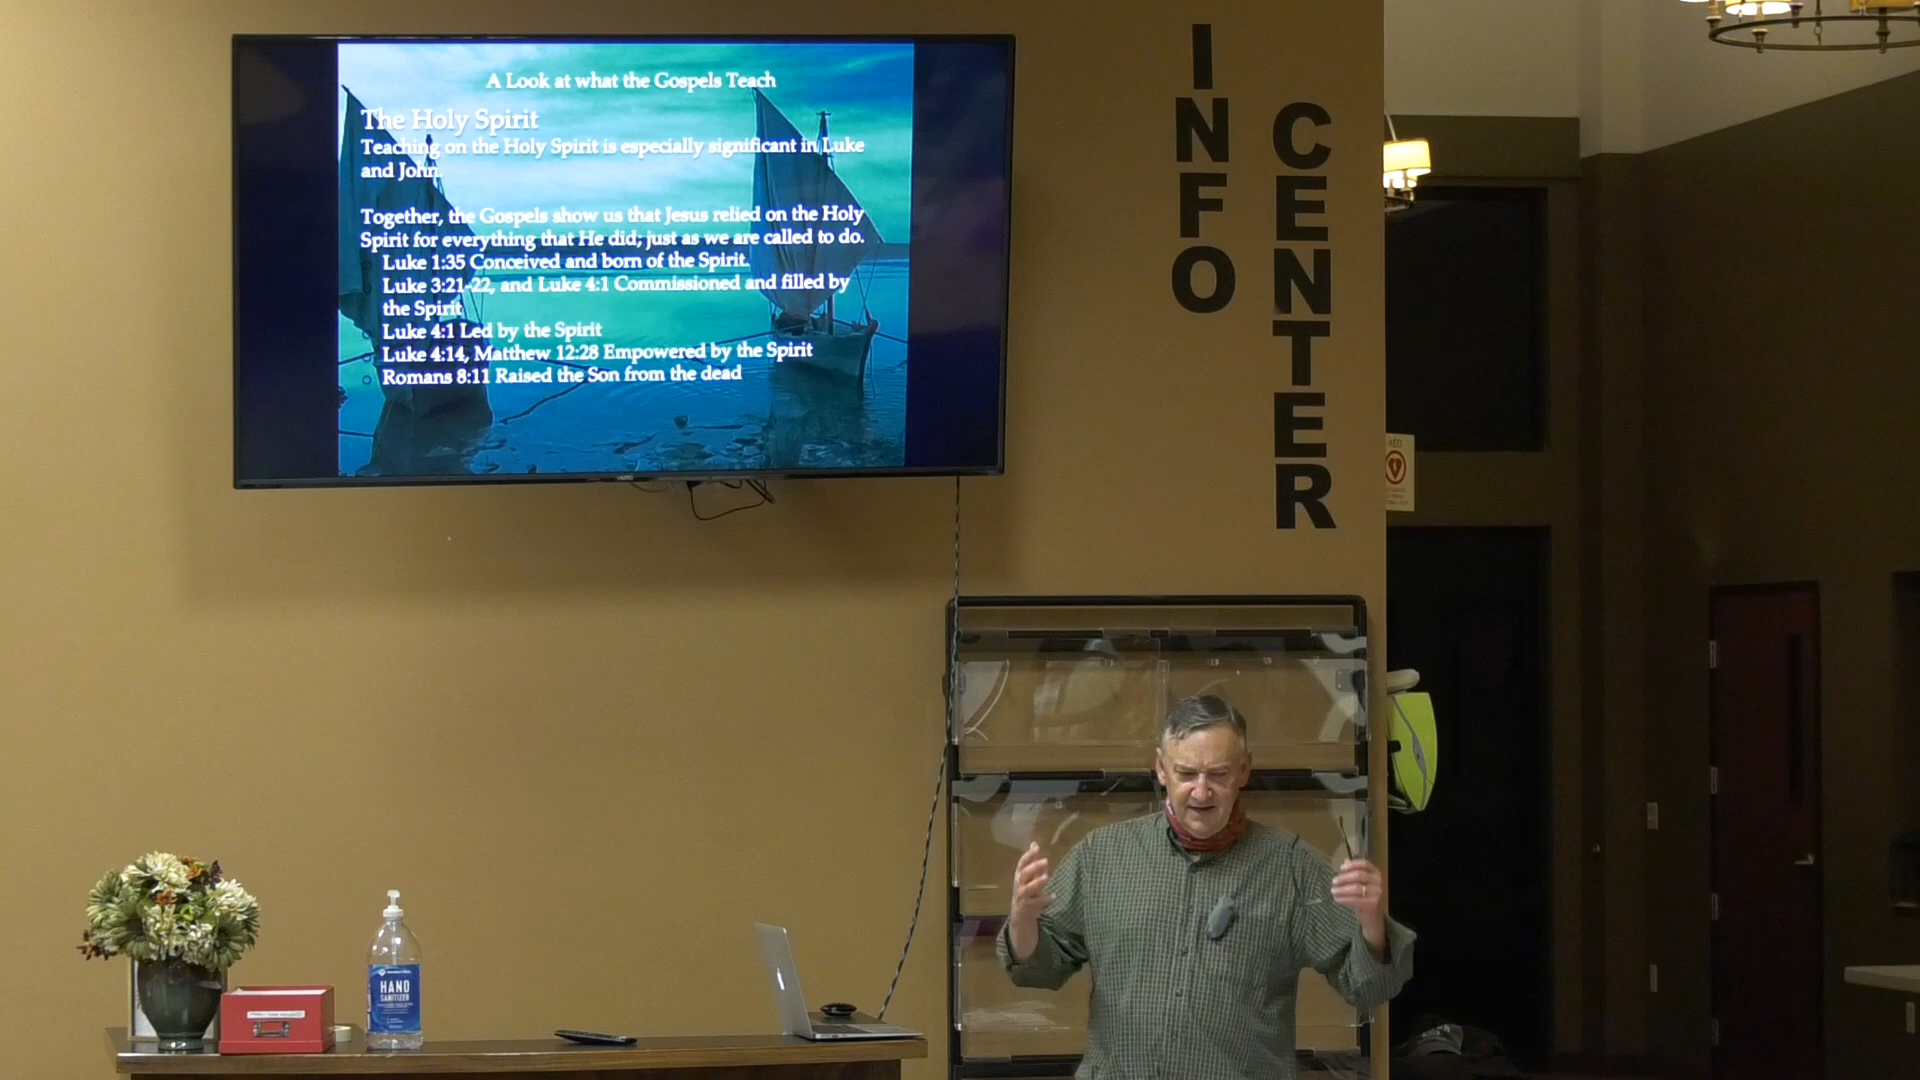 A Look at what the Gospels Teach
The Holy Spirit
Teaching on the Holy Spirit is especially significant in Luke
and John.
Together, the Gospels show us that Jesus relied on the Holy
Spirit for everything that He did; just as we are called to do.
Luke 1:35 Conceived and born of the Spirit.
Luke 3:21-22, and Luke 4:1 Commissioned and filled by
the Spirit
Luke 4:1 Led by the Spirit
Luke 4:14, Matthew 12:28 Empowered by the Spirit
Romans 8:11 Raised the Son from the dead
INFO
CENTER
AED
HAND
SANITIZER